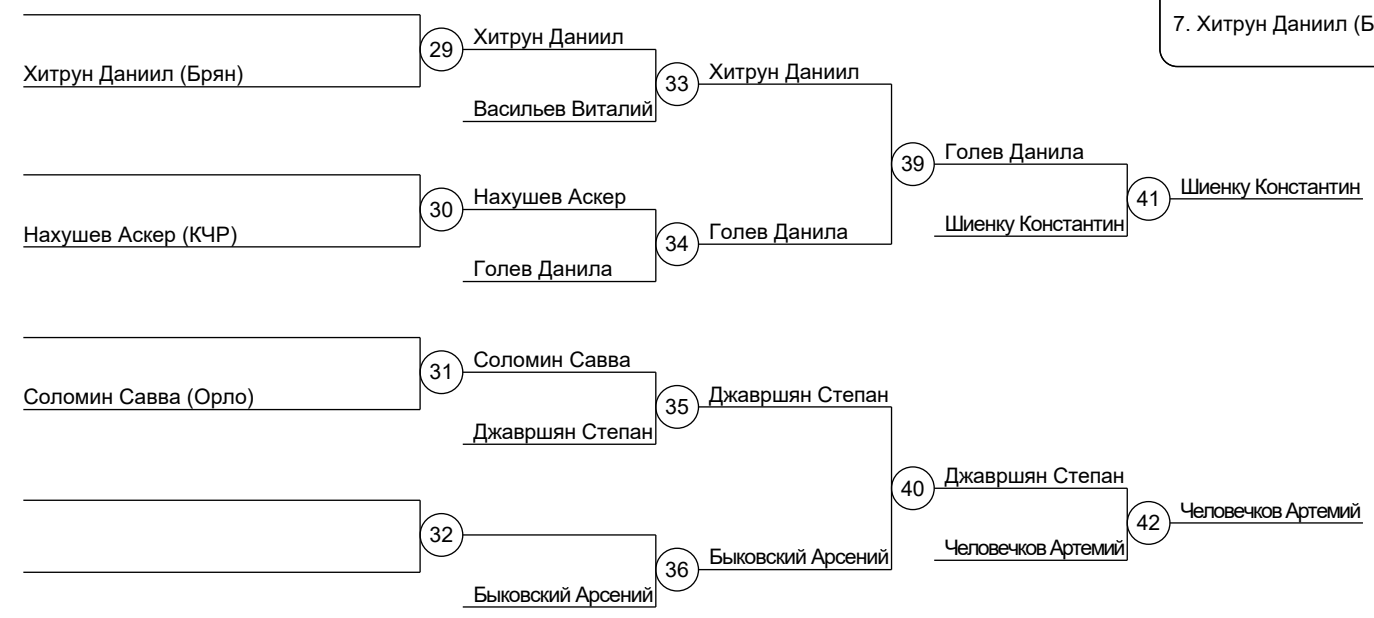 7. Хитрун Даниил (Б
Хитрун Даниил
29
Хитрун Даниил (Брян)
33
Хитрун Даниил
Васильев Виталий
39
Голев Данила
Нахушев Аскер
30
Нахушев Аскер (КЧР)
34
Голев Данила
Голев Данила
41
Шиенку Константин
Шиенку Константин
Соломин Савва
31
Соломин Савва (Орло)
35
Джавршян Степан
Джавршян Степан
40
Джавршян Степан
32
36
Быковский Арсений
Быковский Арсений
42
Человечков Артемий
Человечков Артемий